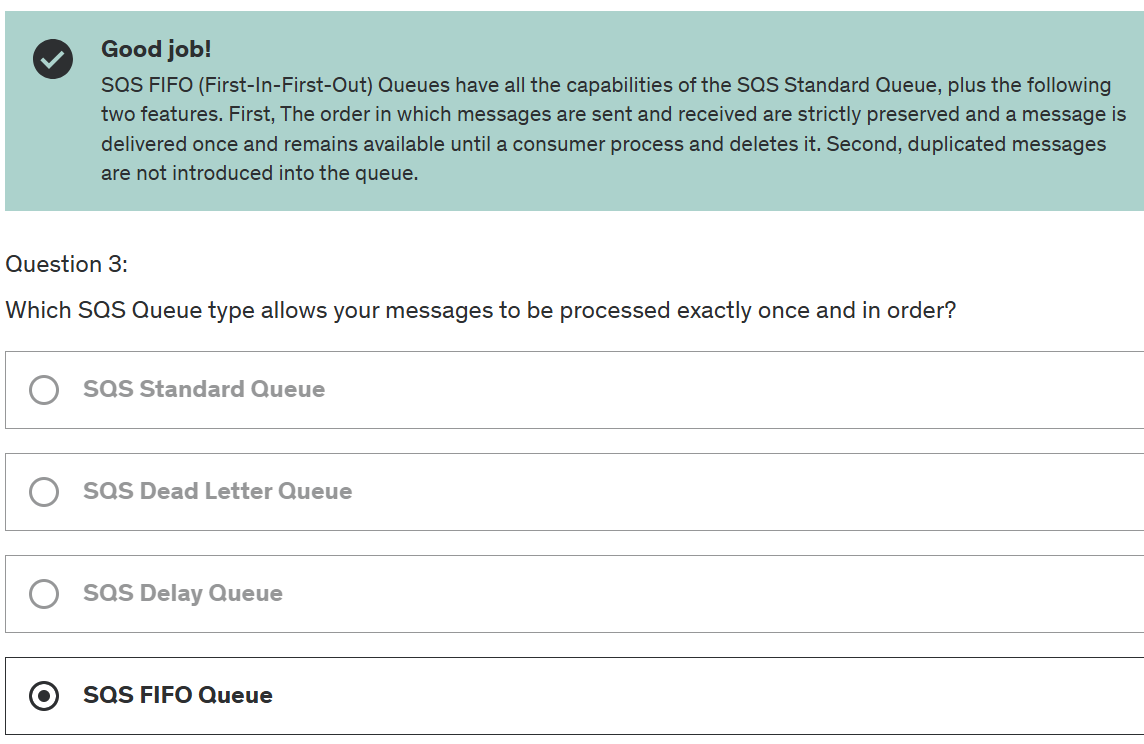 Good job!
SQS FIFO (First-In-First-Out) Queues have all the capabilities of the SQS Standard Queue, plus the following
two features. First, The order in which messages are sent and received are strictly preserved and a message is
delivered once and remains available until a consumer process and deletes it. Second, duplicated messages
are not introduced into the queue.
Question 3:
Which SQS Queue type allows your messages to be processed exactly once and in order?
SQS Standard Queue
SQS Dead Letter Queue
SQS Delay Queue
SQS FIFO Queue